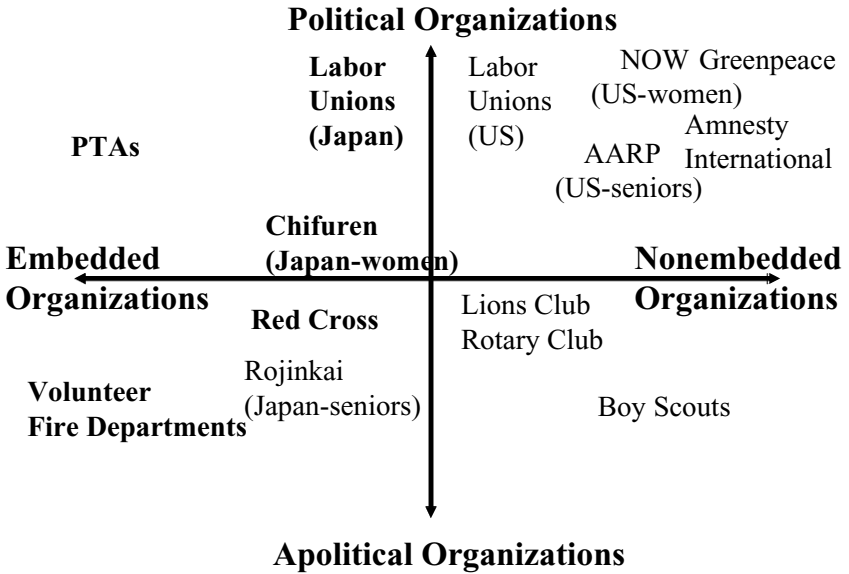 Political Organizations
Labor
Unions
(Japan)
Labor
Unions
(US)
NOW
(US-women)
Greenpeace
Amnesty
International
AARP
(US-seniors)
PTAs
Chifuren
(Japan-women)
Embedded
Organizations
Nonembedded
Organizations
Red Cross
Lions Club
Rotary Club
Volunteer
Fire Departments
Rojinkai
(Japan-seniors)
Boy Scouts
Apolitical Organizations